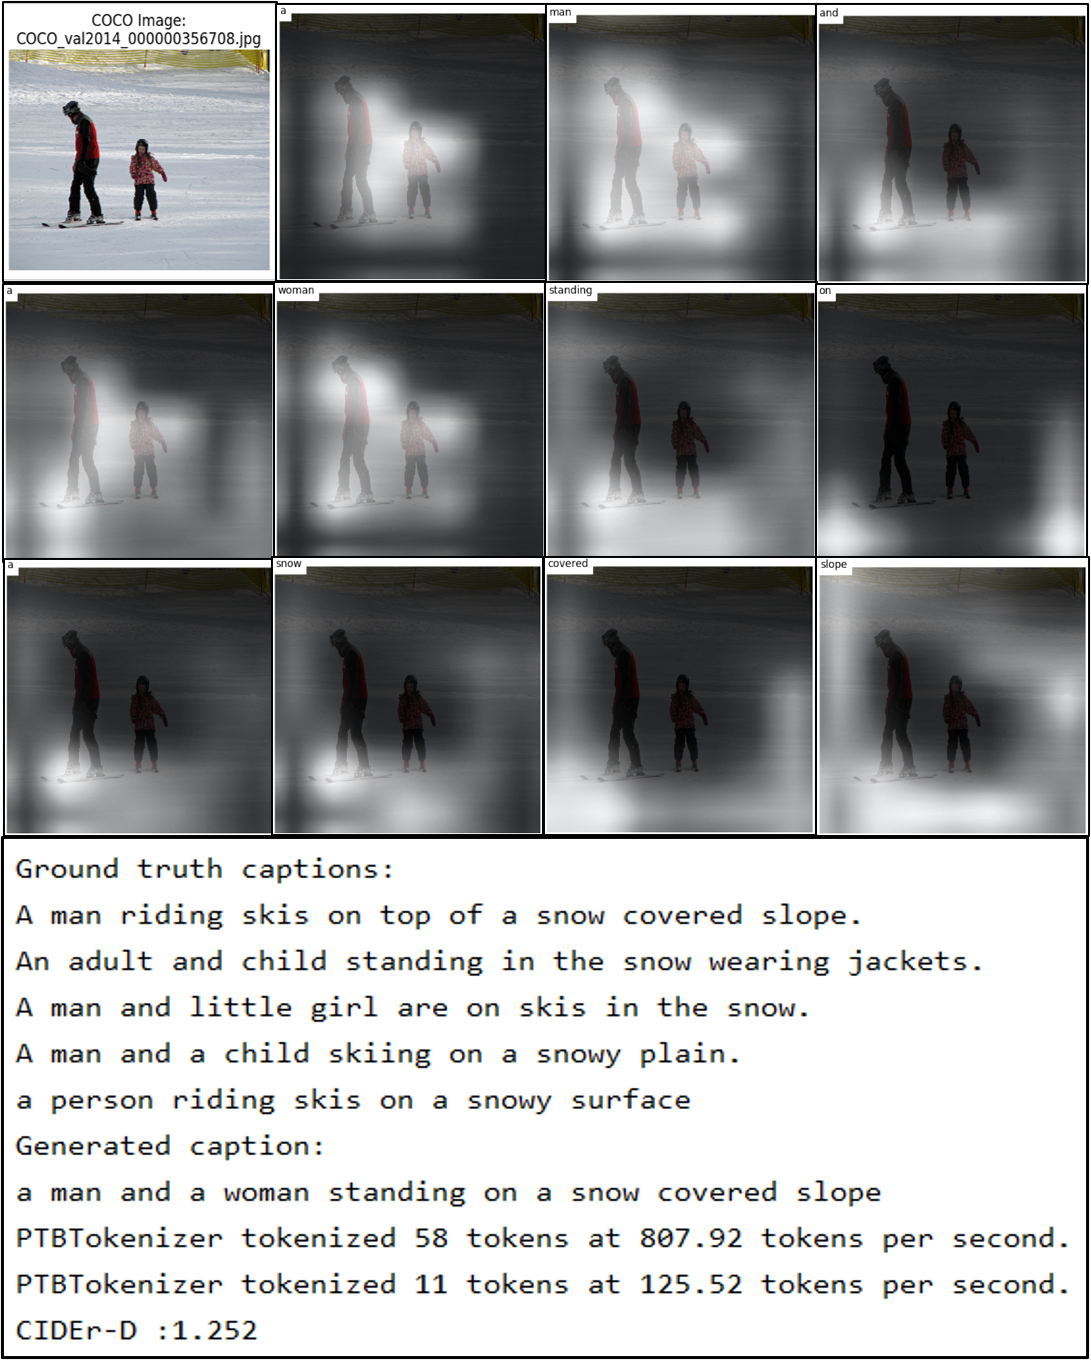 COCO Image:
COCO_val2014_000000356708.jpg
a
man
and
a
woman
standing
on
a
snow
covered
slope
Ground truth captions:
A man riding skis on top of a snow covered slope.
An adult and child standing in the snow wearing jackets.
A man and little girl are on skis in the snow.
A man and a child skiing on a snowy plain.
a person riding skis on a snowy surface
Generated caption:
a man and a woman standing on a snow covered slope
PTBTokenizer tokenized 58 tokens at 807.92 tokens per second.
PTBTokenizer tokenized 11 tokens at 125.52 tokens per second.
CIDEr-D :1.252